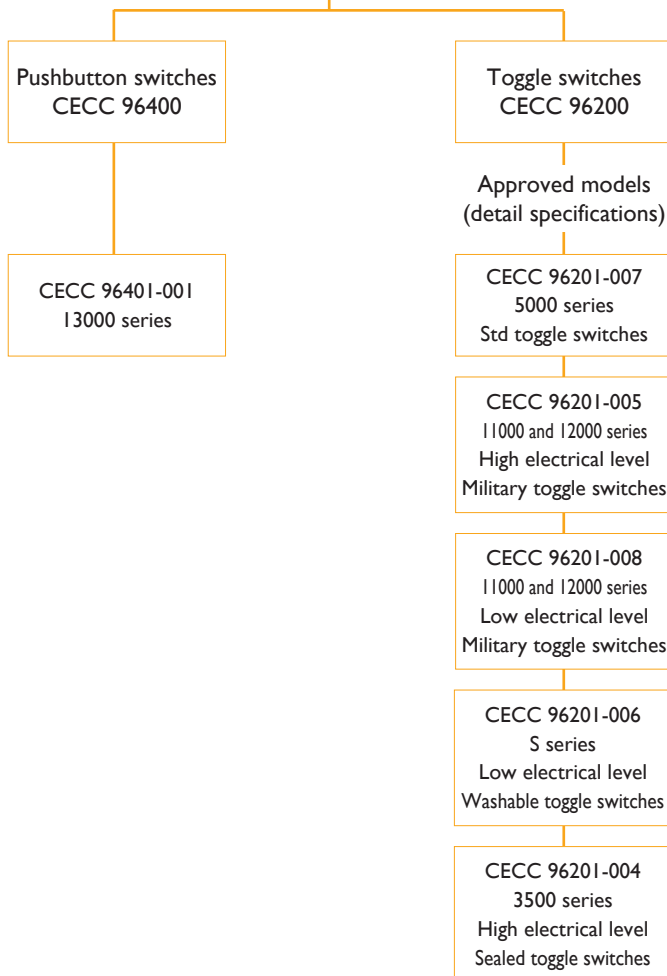 Pushbutton switches
CECC 96400
CECC 96401-001
13000 series
Toggle switches
CECC 96200
Approved models
(detail specifications)
CECC 96201-007
5000 series
Std toggle switches
CECC 96201-005
11000 and 12000 series
High electrical level
Military toggle switches
CECC 96201-008
11000 and 12000 series
Low electrical level
Military toggle switches
CECC 96201-006
S series
Low electrical level
Washable toggle switches
CECC 96201-004
3500 series
High electrical level
Sealed toggle switches